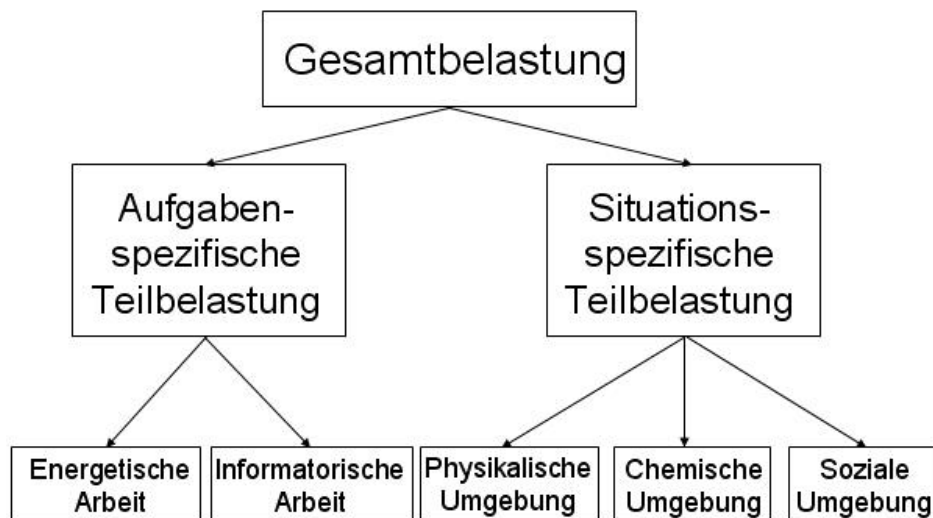 Gesamtbelastung
Aufgaben-
spezifische
Teilbelastung
Situations-
spezifische
Teilbelastung
Energetische
Arbeit
Informatorische
Arbeit
Physikalische
Umgebung
Chemische
Umgebung
Soziale
Umgebung